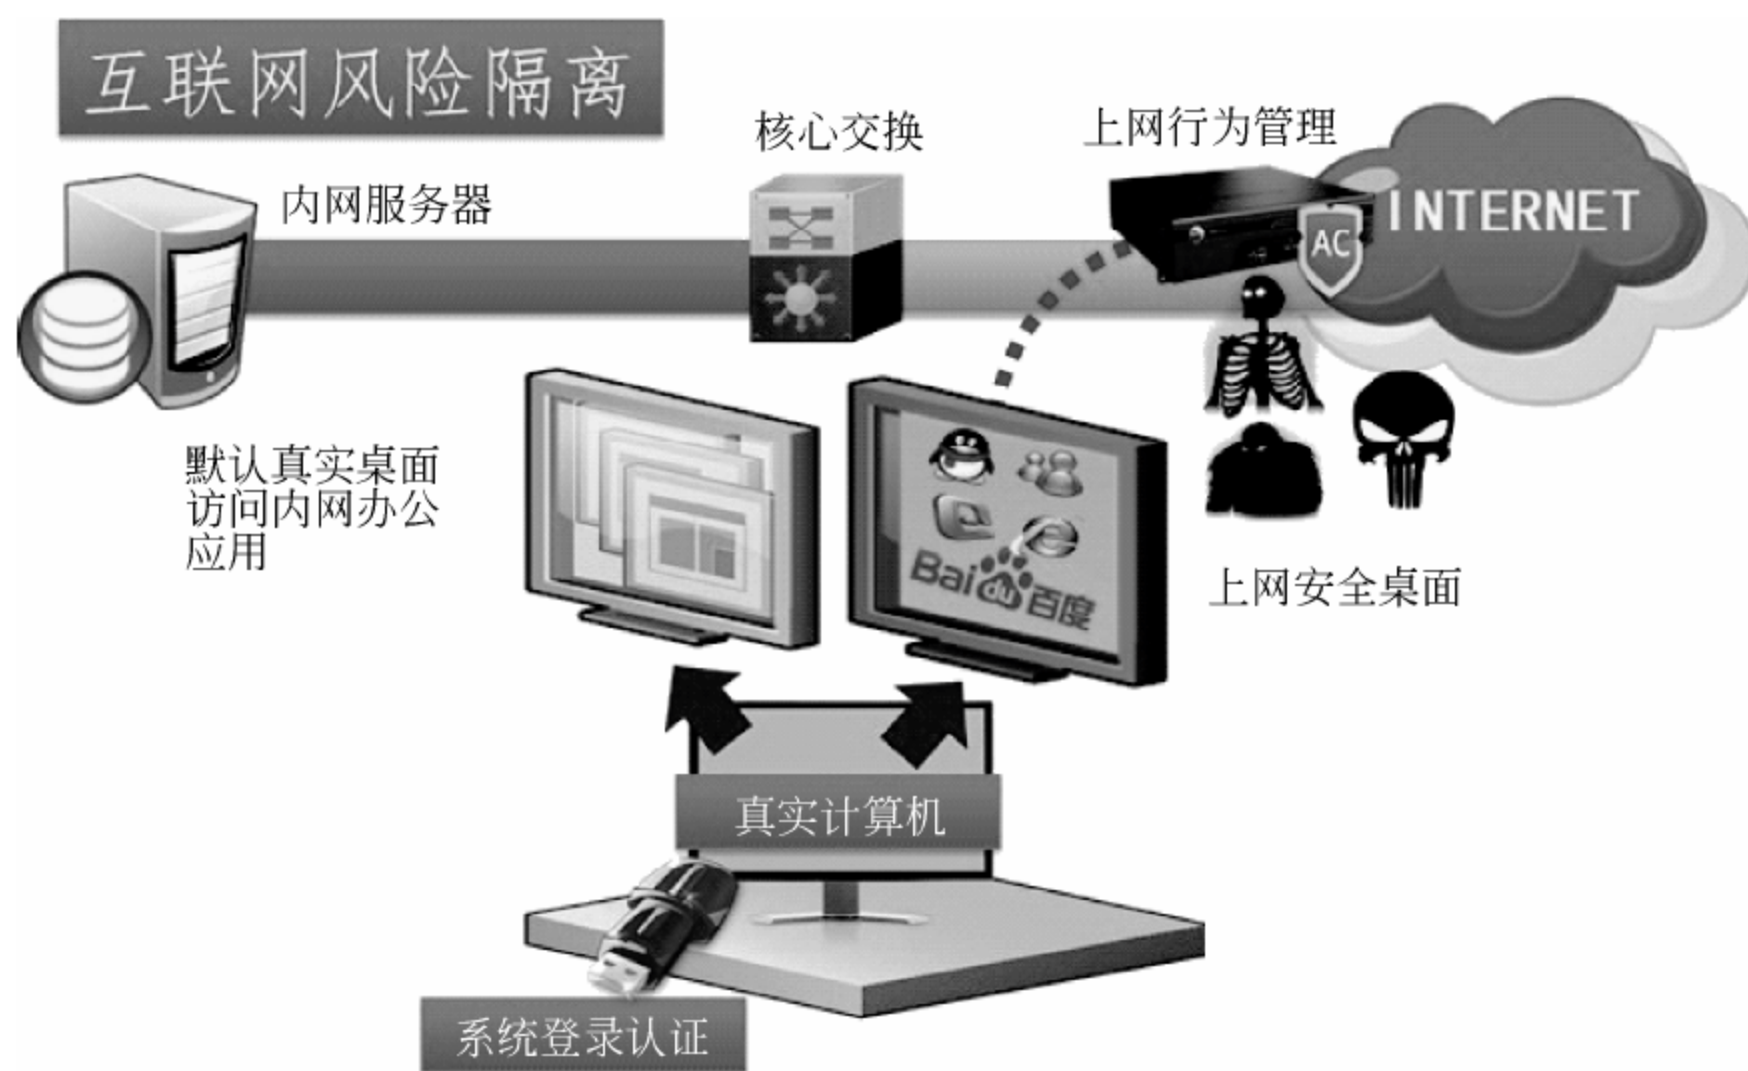 互联网风险隔离
核心交换
上网行为管理
内网服务器
INTERNET
AC
默认真实桌面
访问内网办公
应用
Bai du 百度
上网安全桌面
真实计算机
系统登录认证